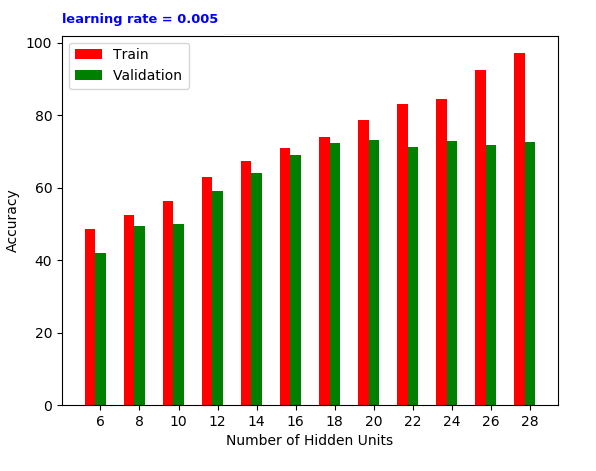 learning rate = 0.005
Train
Validation
Accuracy
100
80
60
40
20
0
6 8 10 12 14 16 18 20 22 24 26 28
Number of Hidden Units